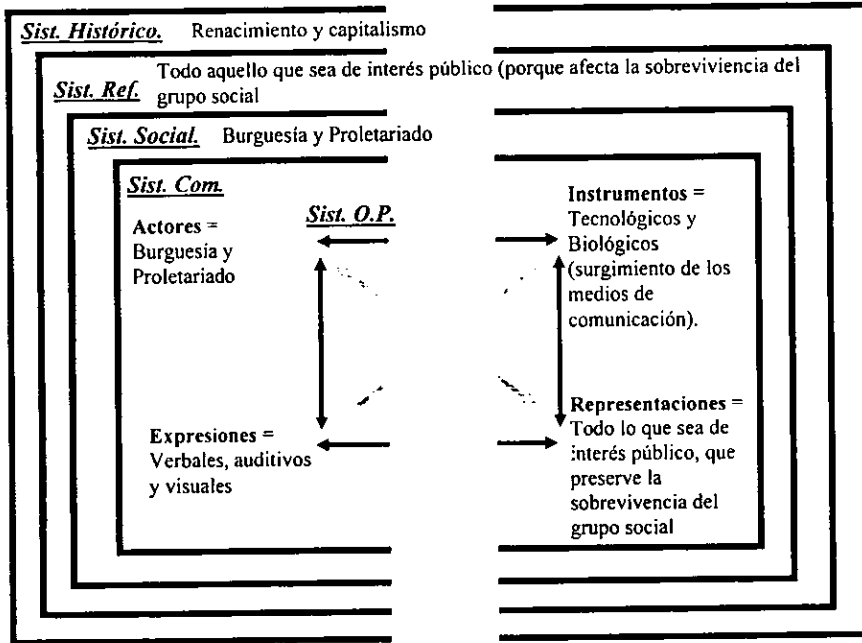 Sist. Histórico. Renacimiento y capitalismo
Todo aquello que sea de interés público (porque afecta la sobreviviencia del
Sist. Ref. grupo social
Sist. Social. Burguesía y Proletariado
Sist. Com.
Sist. O.P.
Actores =
Burguesía y
Proletariado
Instrumentos =
Tecnológicos y
Biológicos
(surgimiento de los
medios de
comunicación).
Expresiones =
Verbales, auditivos
y visuales
Representaciones =
Todo lo que sea de
interés público, que
preserve la
sobrevivencia del
grupo social